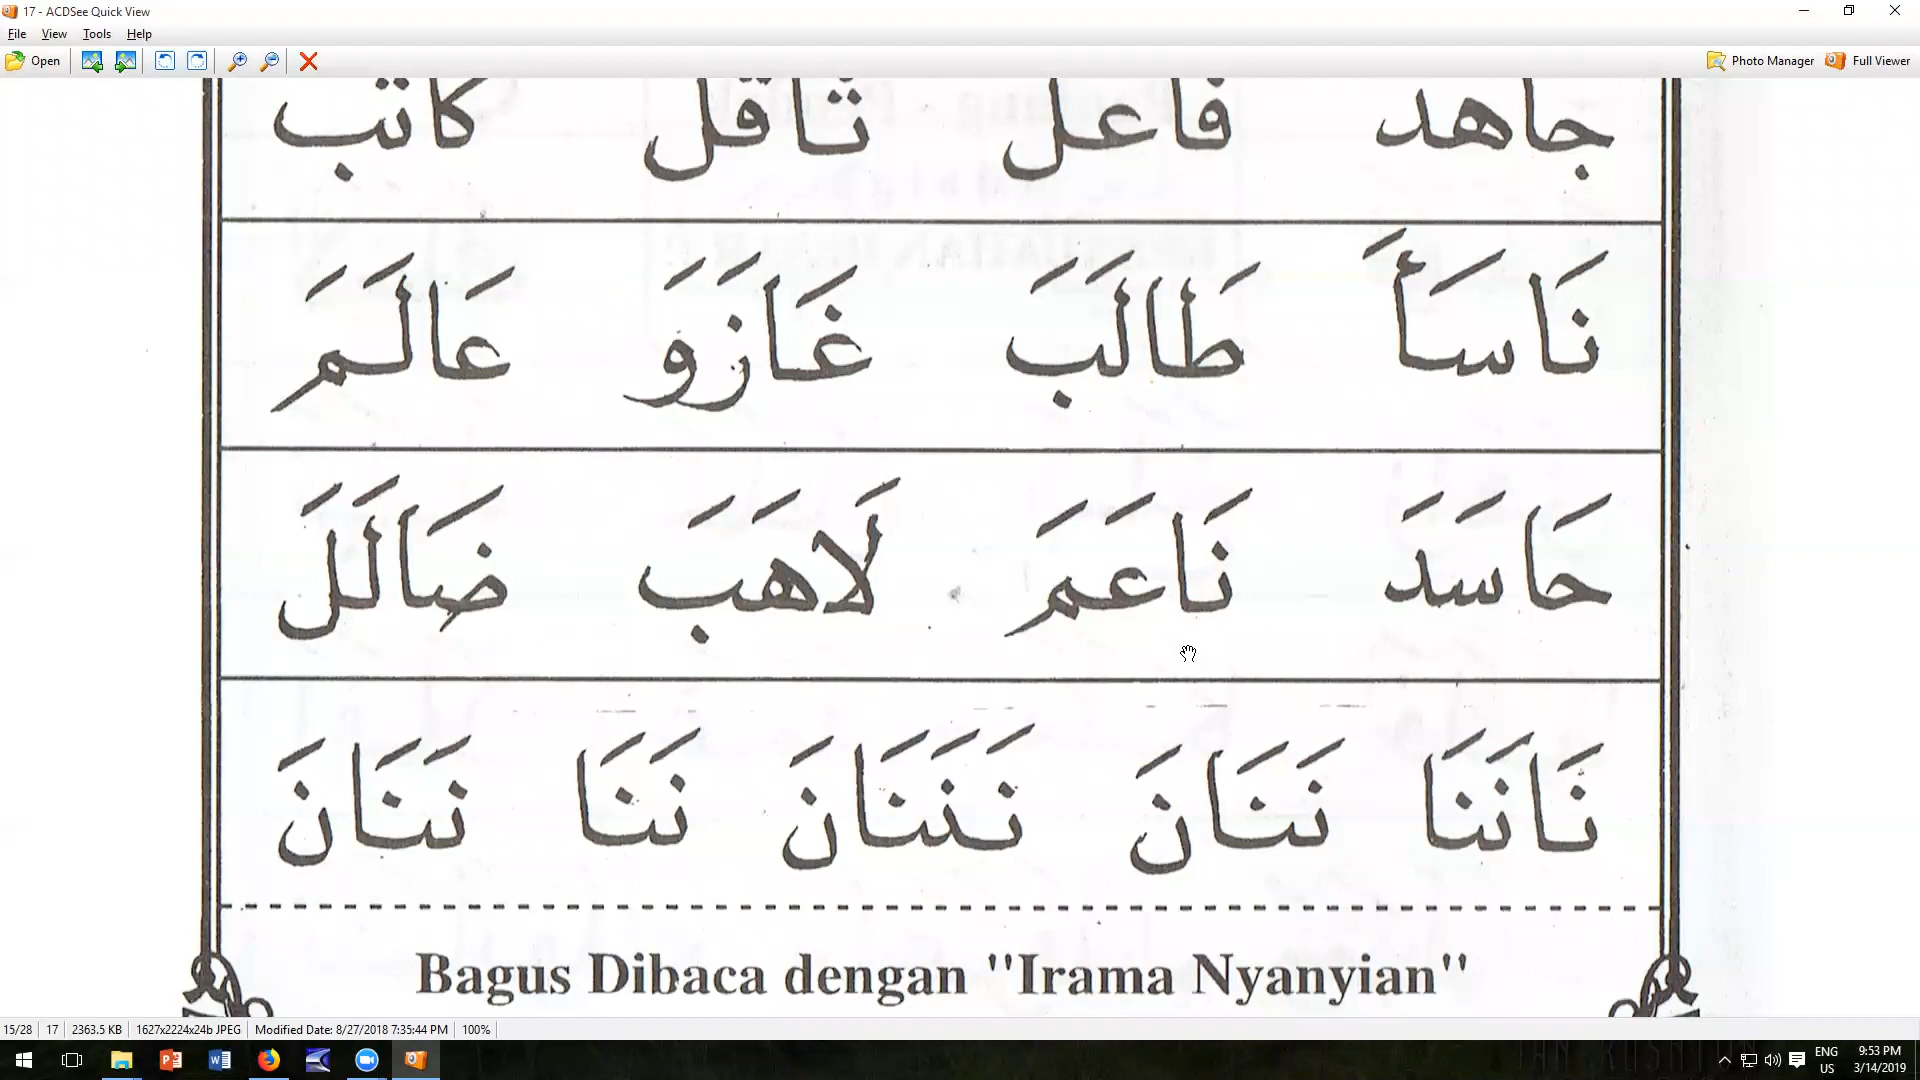 17 - ACDSee Quick View
File View Tools Help
Open Photo Manager Full Viewer
جاهد فاعل ثاقل كاتب
نَاسَأَ طَالَبَ غَازَوَ عَالَمَ
حَاسَدَ نَاعَمَ لَاهَبَ ضَالَلَ
نَانَنَا نَنَانَ نَنَنَانَ نَنَا نَنَانَ
Bagus Dibaca dengan "Irama Nyanyian"
15/28 17 2363.5 KB 1627x2224x24b JPEG Modified Date: 8/27/2018 7:35:44 PM 100%
ENG 9:53 PM
US 3/14/2019